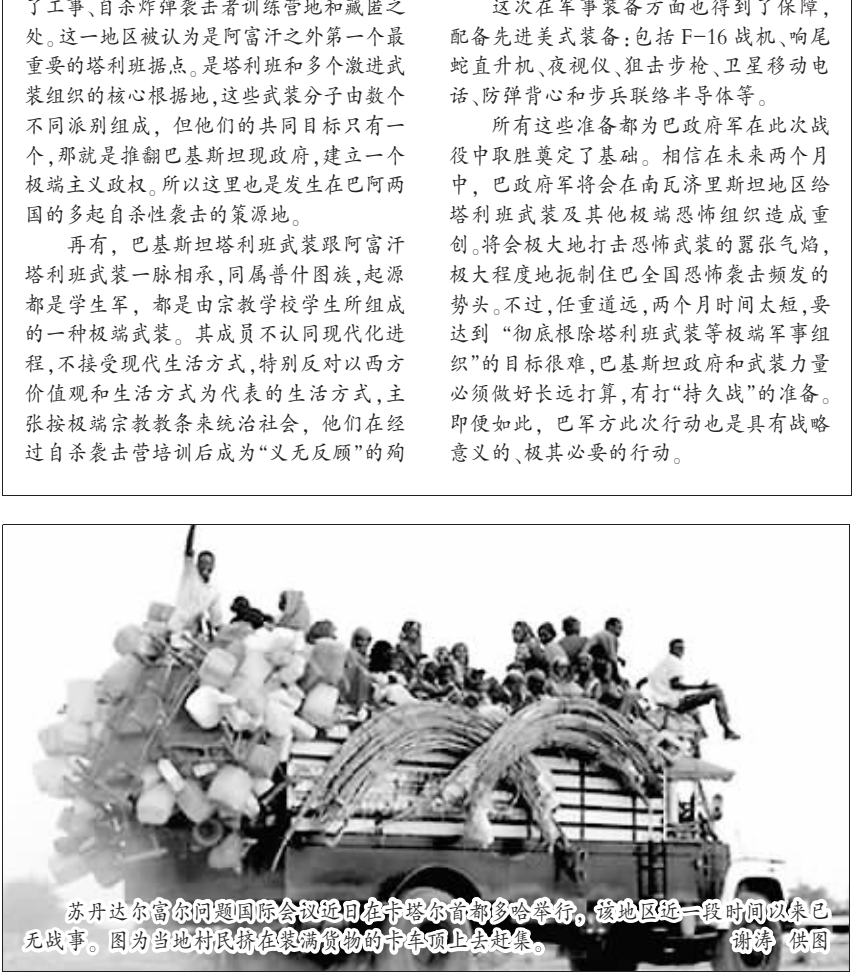 了工事、自杀炸弹袭击者训练营地和藏匿之
处。这一地区被认为是阿富汗之外第一个最
重要的塔利班据点。是塔利班和多个激进武
装组织的核心根据地,这些武装分子由数个
不同派别组成，但他们的共同目标只有一
个,那就是推翻巴基斯坦现政府,建立一个
极端主义政权。所以这里也是发生在巴阿两
国的多起自杀性袭击的策源地。
再有，巴基斯坦塔利班武装跟阿富汗
塔利班武装一脉相承,同属普什图族,起源
都是学生军，都是由宗教学校学生所组成
的一种极端武装。其成员不认同现代化进
程,不接受现代生活方式,特别反对以西方
价值观和生活方式为代表的生活方式,主
张按极端宗教教条来统治社会，他们在经
过自杀袭击营培训后成为“义无反顾”的殉
这次在军事装备方面也得到了保障，
配备先进美式装备:包括 F-16 战机、响尾
蛇直升机、夜视仪、狙击步枪、卫星移动电
话、防弹背心和步兵联络半导体等。
所有这些准备都为巴政府军在此次战
役中取胜奠定了基础。相信在未来两个月
中，巴政府军将会在南瓦济里斯坦地区给
塔利班武装及其他极端恐怖组织造成重
创。将会极大地打击恐怖武装的嚣张气焰，
极大程度地扼制住巴全国恐怖袭击频发的
势头。不过,任重道远,两个月时间太短,要
达到“彻底根除塔利班武装等极端军事组
织”的目标很难,巴基斯坦政府和武装力量
必须做好长远打算,有打“持久战”的准备。
即便如此，巴军方此次行动也是具有战略
意义的、极其必要的行动。
苏丹达尔富尔问题国际会议近日在卡塔尔首都多哈举行，该地区近一段时间以来已
无战事。图为当地村民挤在装满货物的卡车顶上去赶集。 谢涛 供图